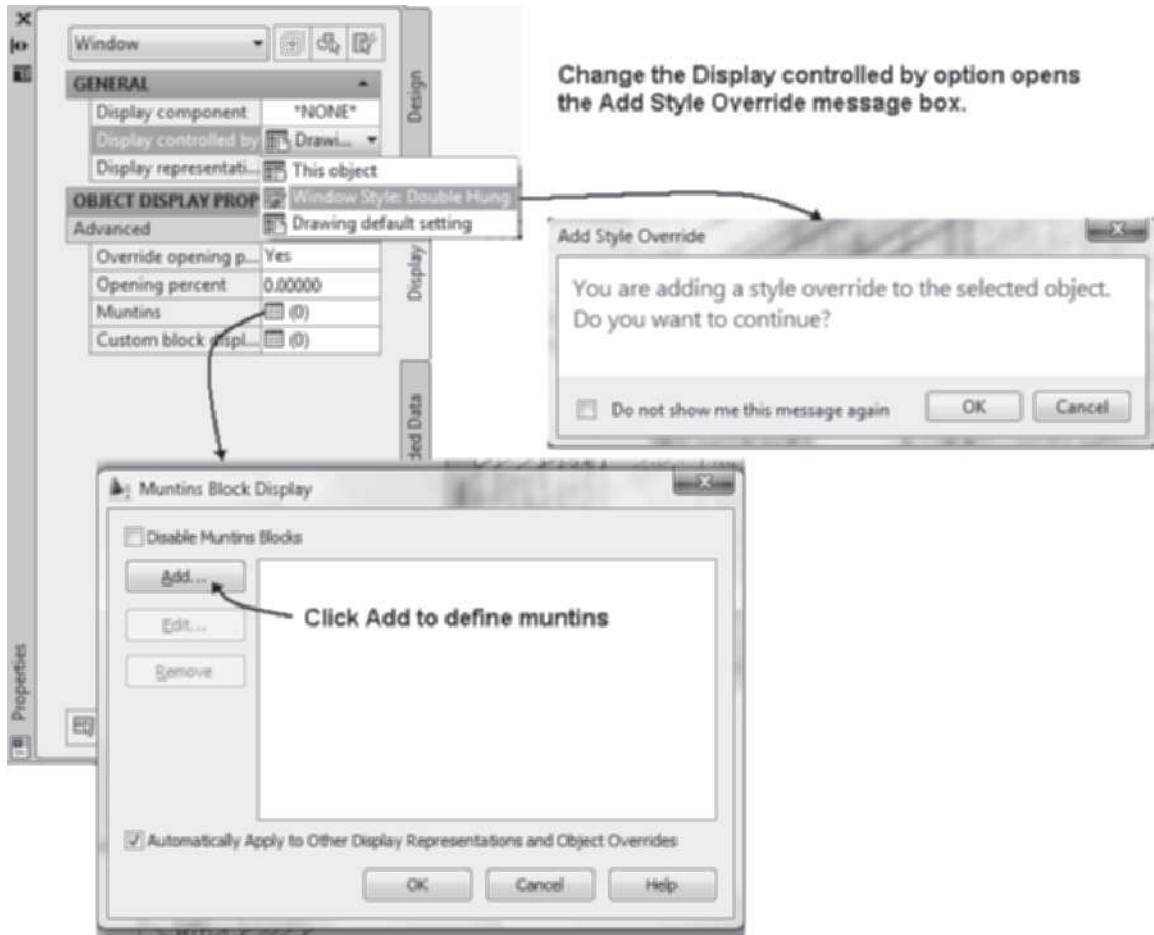 Window
GENERAL
Display component *NONE*
Display controlled by Drawi...
Display representati...
This object
Window Style: Double Hung
Drawing default setting
OBJECT DISPLAY PROP
Advanced
Override opening p... Yes
Opening percent 0.00000
Muntins (0)
Custom block displ... (0)
Design
Display
ded Data
Properties
Change the Display controlled by option opens
the Add Style Override message box.
Add Style Override
You are adding a style override to the selected object.
Do you want to continue?
Do not show me this message again
OK Cancel
Muntins Block Display
Disable Muntins Blocks
Add...
Click Add to define muntins
Edit...
Remove
Automatically Apply to Other Display Representations and Object Overrides
OK Cancel Help